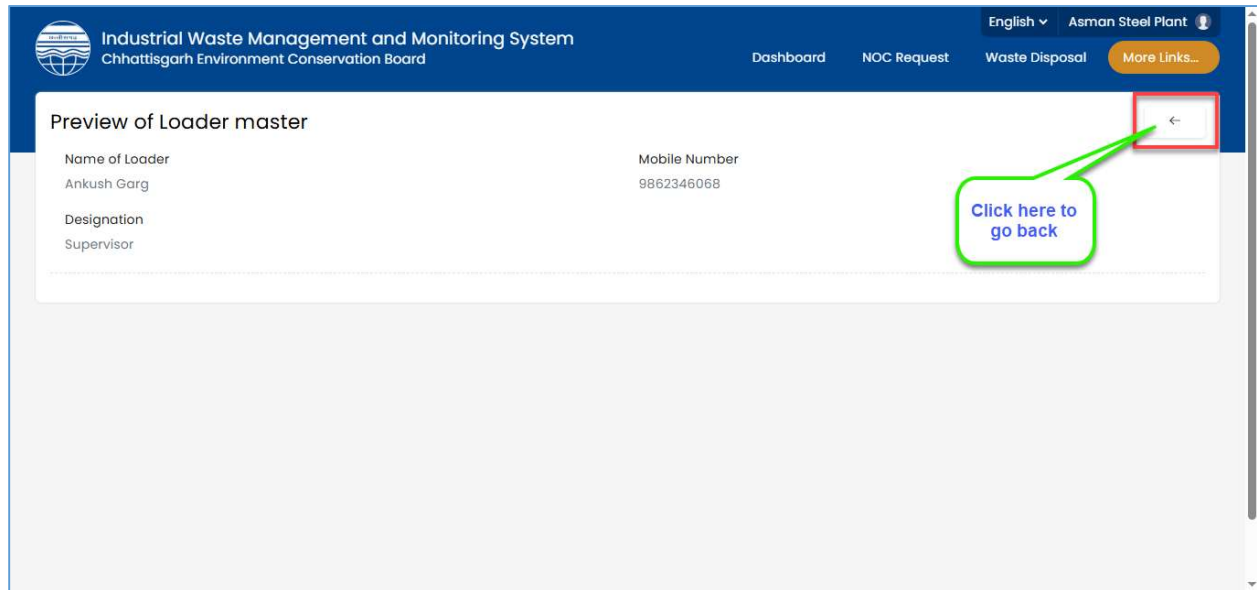 English
Asman Steel Plant
Industrial Waste Management and Monitoring System
Chhattisgarh Environment Conservation Board
Dashboard
NOC Request
Waste Disposal
More Links...
Preview of Loader master
←
Name of Loader
Mobile Number
Ankush Garg
9862346068
Designation
Supervisor
Click here to
go back